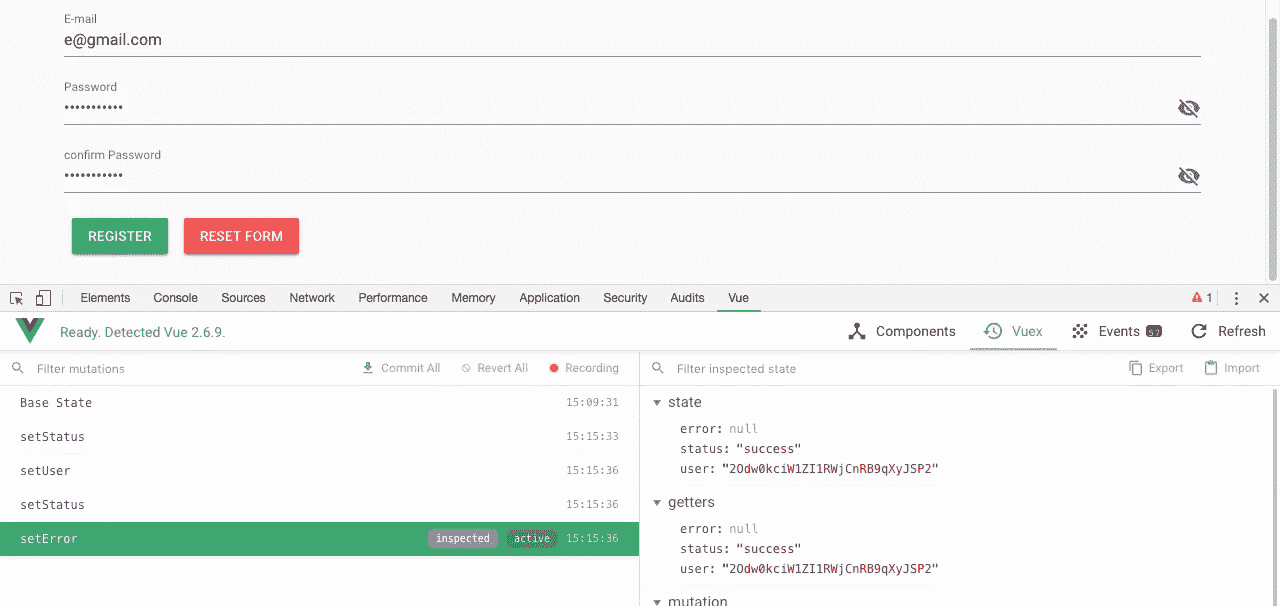 E-mail
e@gmail.com
Password
•••••••••••
confirm Password
•••••••••••
REGISTER RESET FORM
Elements Console Sources Network Performance Memory Application Security Audits Vue 1
Ready. Detected Vue 2.6.9. Components Vuex Events 57 Refresh
Filter mutations Commit All Revert All Recording Filter inspected state Export Import
Base State 15:09:31
setStatus 15:15:33
setUser 15:15:36
setStatus 15:15:36
setError inspected active 15:15:36
state
error: null
status: "success"
user: "2Odw0kciW1ZI1RWjCnRB9qXyJSP2"
getters
error: null
status: "success"
user: "2Odw0kciW1ZI1RWjCnRB9qXyJSP2"
mutation